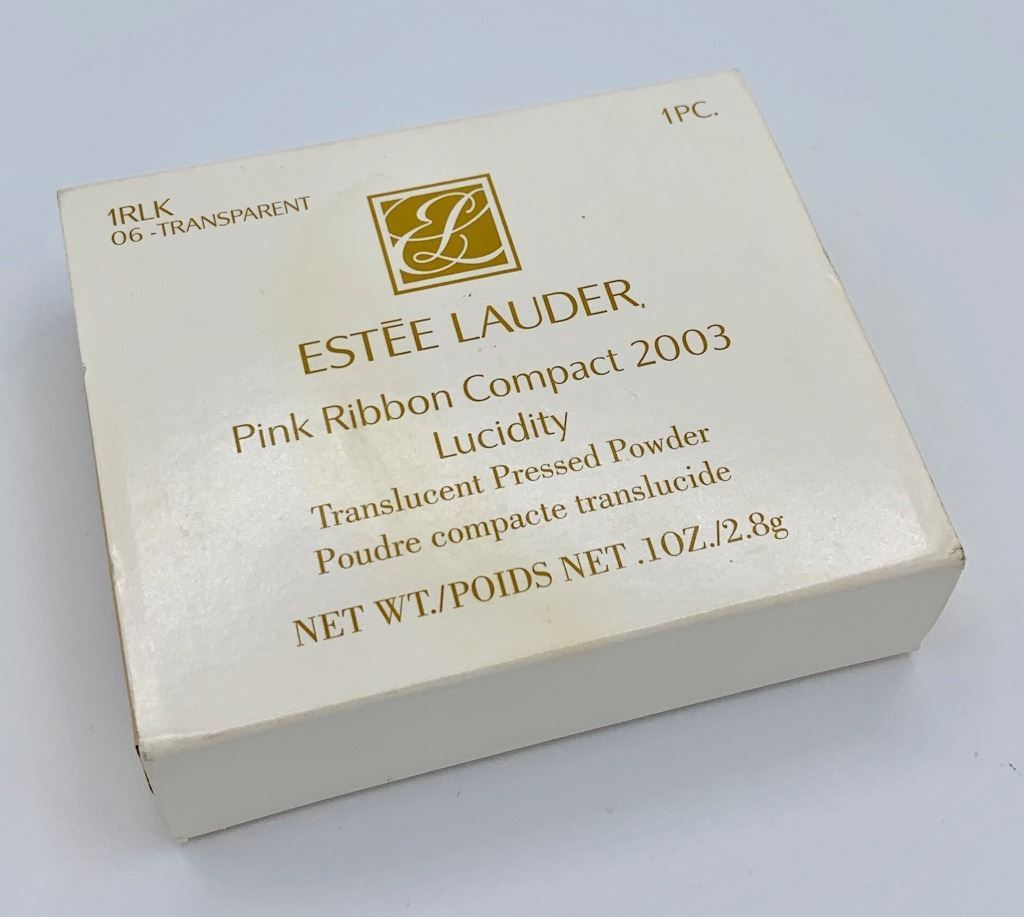 1PC.
1RLK
06 -TRANSPARENT
EL
ESTĒE LAUDER.
Pink Ribbon Compact 2003
Lucidity
Translucent Pressed Powder
Poudre compacte translucide
NET WT./POIDS NET .1OZ./2.8g